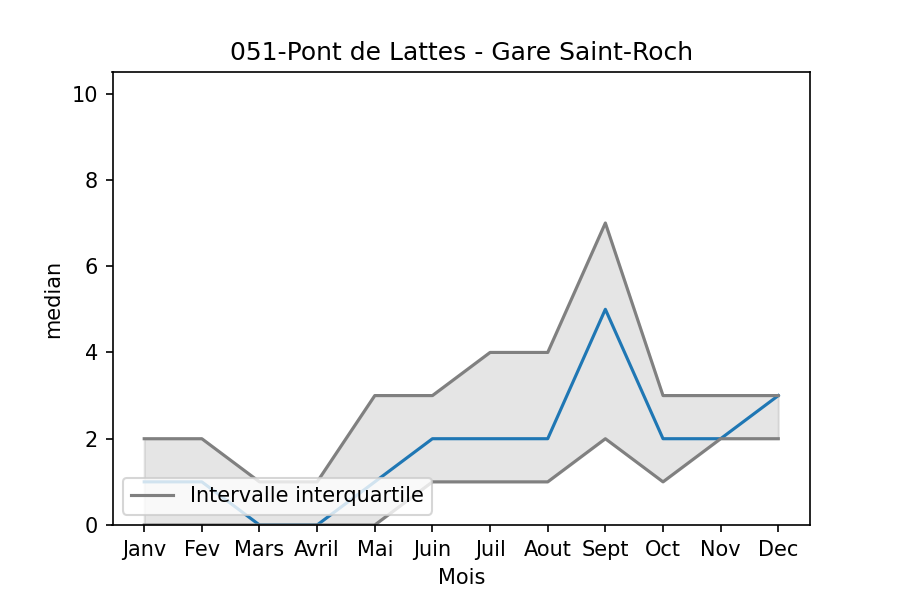 051-Pont de Lattes - Gare Saint-Roch
10
8
6
4
2
0
median
Intervalle interquartile
Janv Fev Mars Avril Mai Juin Juil Aout Sept Oct Nov Dec
Mois